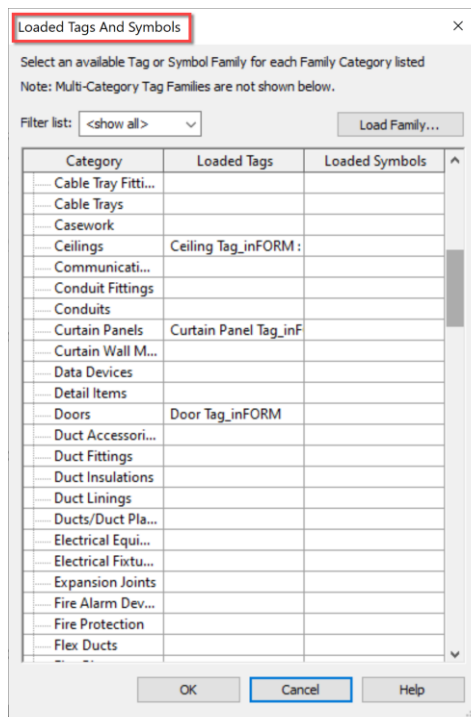 Loaded Tags And Symbols
Select an available Tag or Symbol Family for each Family Category listed
Note: Multi-Category Tag Families are not shown below.
Filter list: <show all> Load Family...
Category Loaded Tags Loaded Symbols
Cable Tray Fitti...
Cable Trays
Casework
Ceilings Ceiling Tag_inFORM :
Communicati...
Conduit Fittings
Conduits
Curtain Panels Curtain Panel Tag_inF
Curtain Wall M...
Data Devices
Detail Items
Doors Door Tag_inFORM
Duct Accessori...
Duct Fittings
Duct Insulations
Duct Linings
Ducts/Duct Pla...
Electrical Equi...
Electrical Fixtu...
Expansion Joints
Fire Alarm Dev...
Fire Protection
Flex Ducts
OK Cancel Help